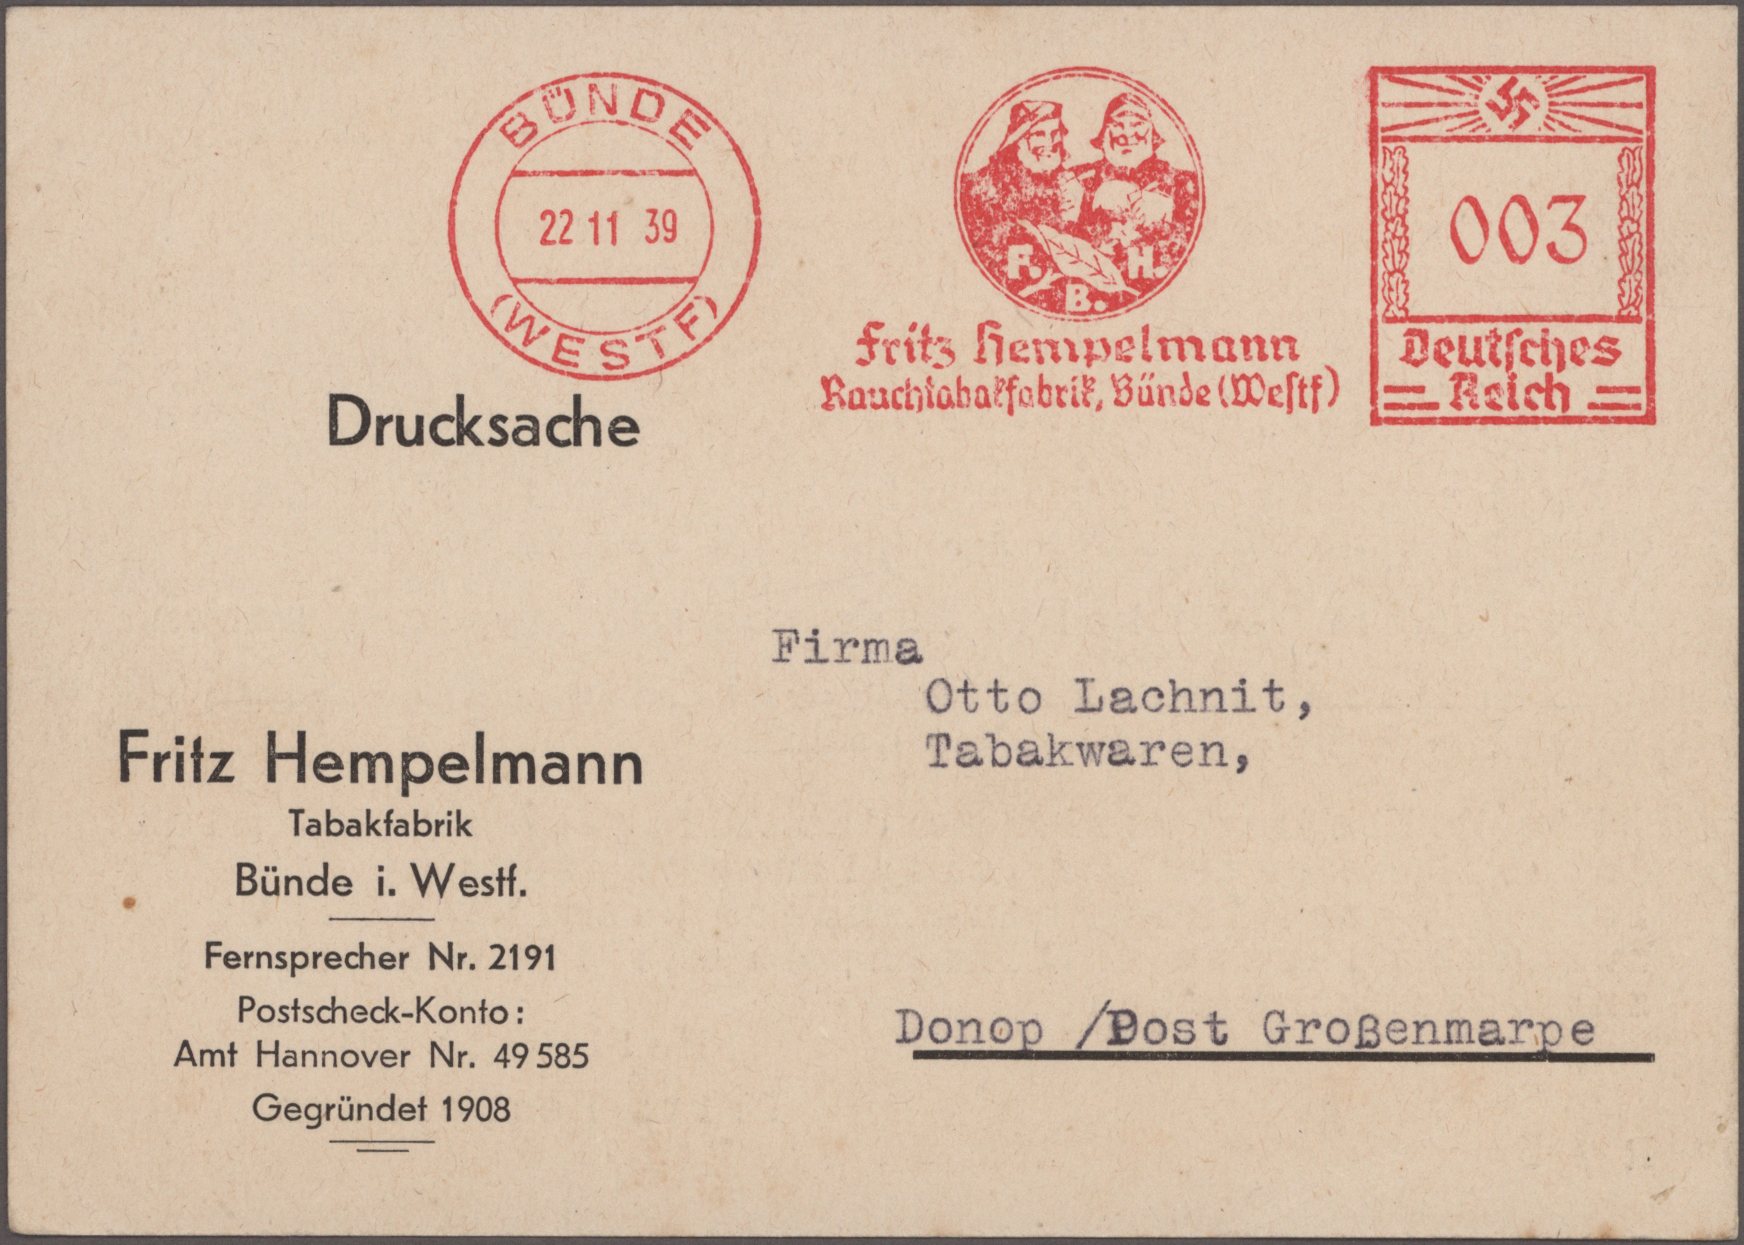 BÜNDE
22 11 39
(WESTF)
F. H.
B.
Fritz Hempelmann
Rauchtabakfabrik, Bünde (Westf)
003
Deutsches
Reich
Drucksache
Firma
Otto Lachnit,
Tabakwaren,
Donop /Post Großenmarpe
Fritz Hempelmann
Tabakfabrik
Bünde i. Westf.
Fernsprecher Nr. 2191
Postscheck-Konto:
Amt Hannover Nr. 49585
Gegründet 1908